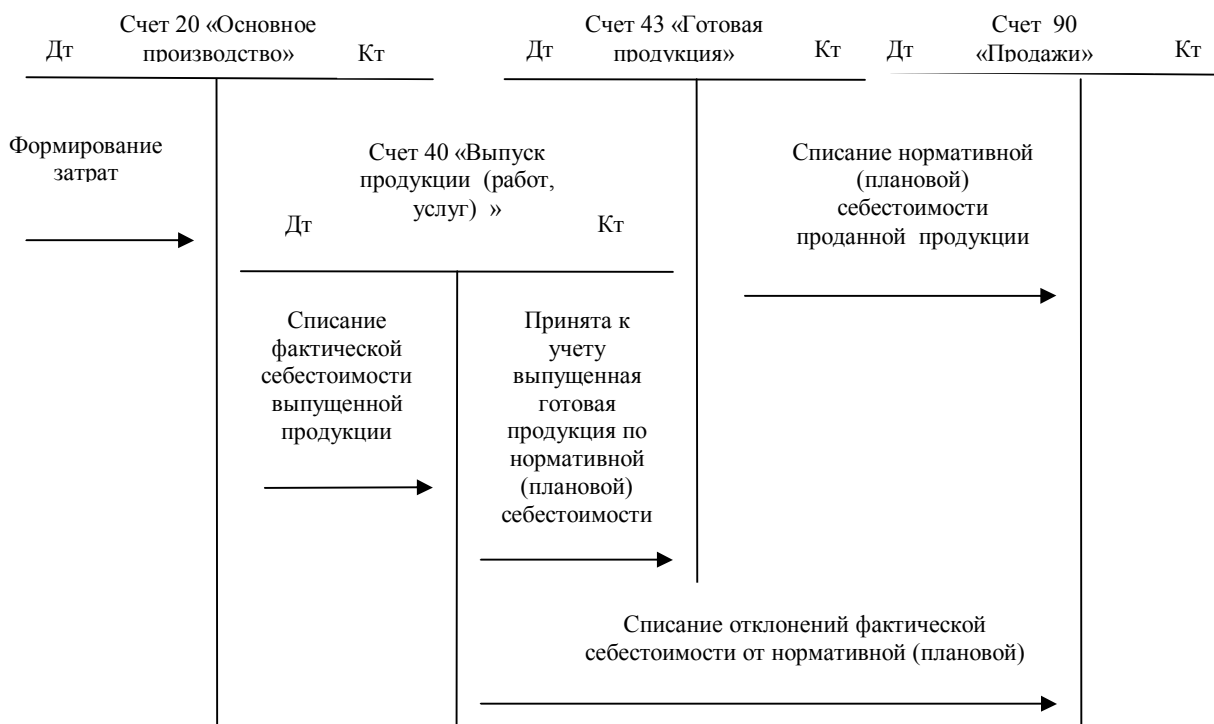 Счет 20 «Основное
производство»
Дт
Кт
Счет 43 «Готовая
продукция»
Дт
Кт
Счет  90
«Продажи»
Дт
Кт
Формирование
затрат
Счет 40 «Выпуск
продукции (работ,
услуг) »
Дт
Кт
Списание нормативной
(плановой)
себестоимости
проданной продукции
Списание
фактической
себестоимости
выпущенной
продукции
Принята к
учету
выпущенная
готовая
продукция по
нормативной
(плановой)
себестоимости
Списание отклонений фактической
себестоимости от нормативной (плановой)